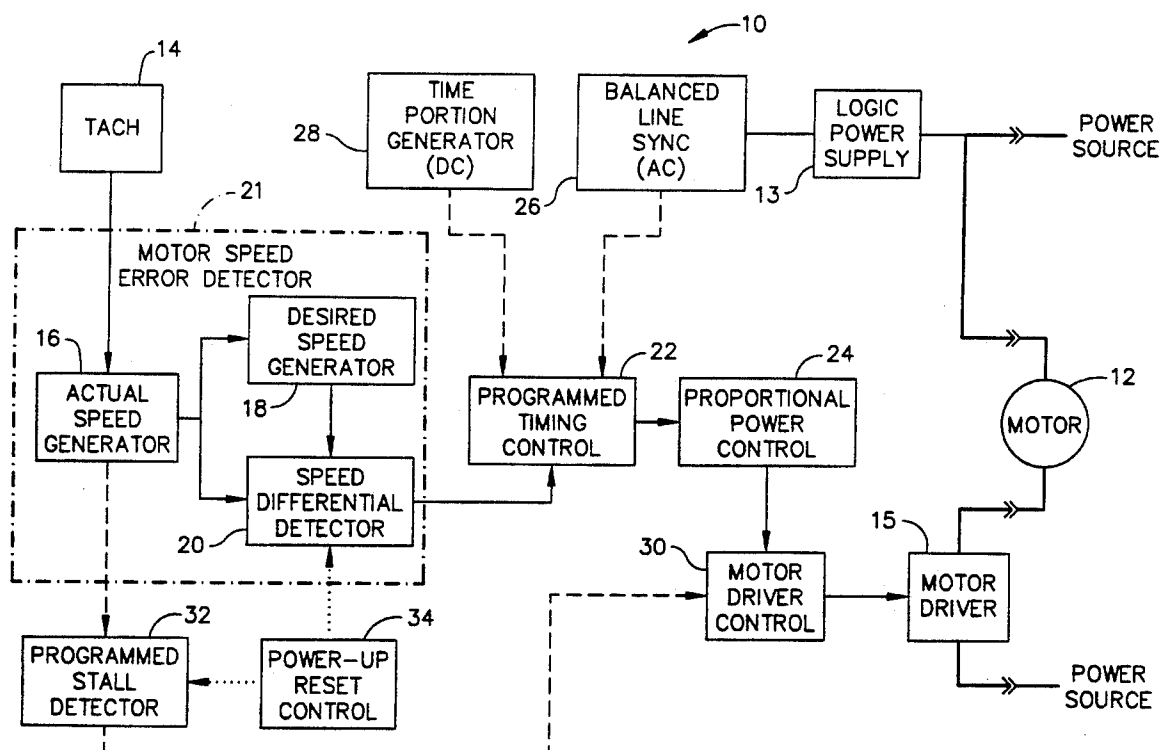 10
14
TACH
28
TIME
PORTION
GENERATOR
(DC)
BALANCED
LINE
SYNC
(AC)
26
LOGIC
POWER
SUPPLY
13
POWER
SOURCE
21
MOTOR SPEED
ERROR DETECTOR
16
ACTUAL
SPEED
GENERATOR
DESIRED
SPEED
GENERATOR
18
SPEED
DIFFERENTIAL
DETECTOR
20
22
PROGRAMMED
TIMING
CONTROL
24
PROPORTIONAL
POWER
CONTROL
12
MOTOR
30
MOTOR
DRIVER
CONTROL
15
MOTOR
DRIVER
32
PROGRAMMED
STALL
DETECTOR
34
POWER-UP
RESET
CONTROL
POWER
SOURCE